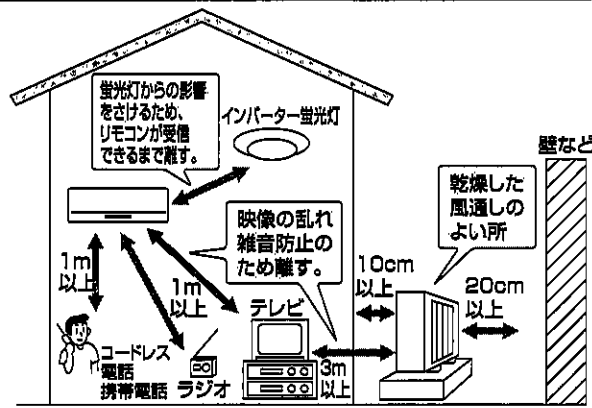 蛍光灯からの影響
をさけるため、
リモコンが受信
できるまで離す。
インバーター蛍光灯
壁など
乾燥した
風通しの
よい所
映像の乱れ
雑音防止の
ため離す。
1m
以上
1m
以上
テレビ
10cm
以上
20cm
以上
コードレス
電話
携帯電話
ラジオ
3m
以上